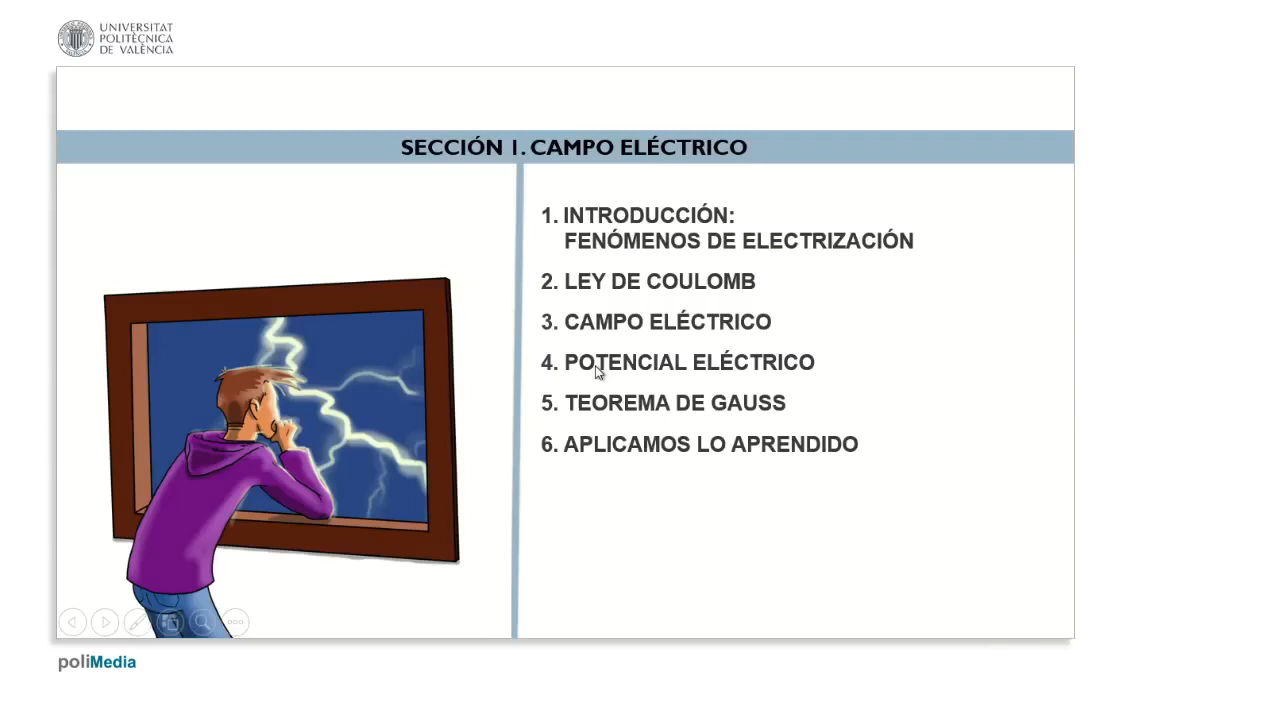 UNIVERSITAT
POLITÈCNICA
DE VALÈNCIA
SECCIÓN 1. CAMPO ELÉCTRICO
1. INTRODUCCIÓN:
FENÓMENOS DE ELECTRIZACIÓN
2. LEY DE COULOMB
3. CAMPO ELÉCTRICO
4. POTENCIAL ELÉCTRICO
5. TEOREMA DE GAUSS
6. APLICAMOS LO APRENDIDO
poliMedia